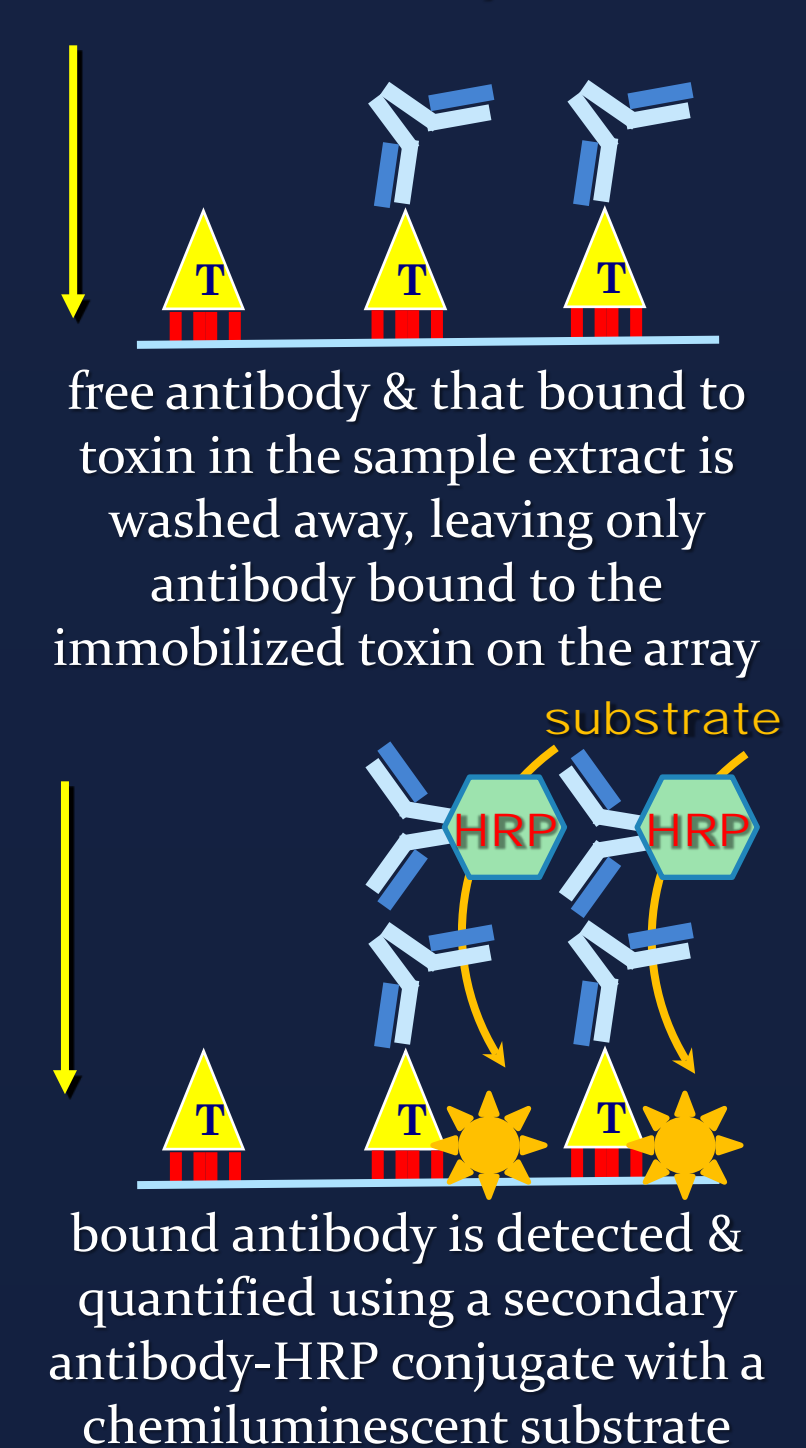 T T T
free antibody & that bound to
toxin in the sample extract is
washed away, leaving only
antibody bound to the
immobilized toxin on the array
substrate
HRP HRP
T T T
bound antibody is detected &
quantified using a secondary
antibody-HRP conjugate with a
chemiluminescent substrate